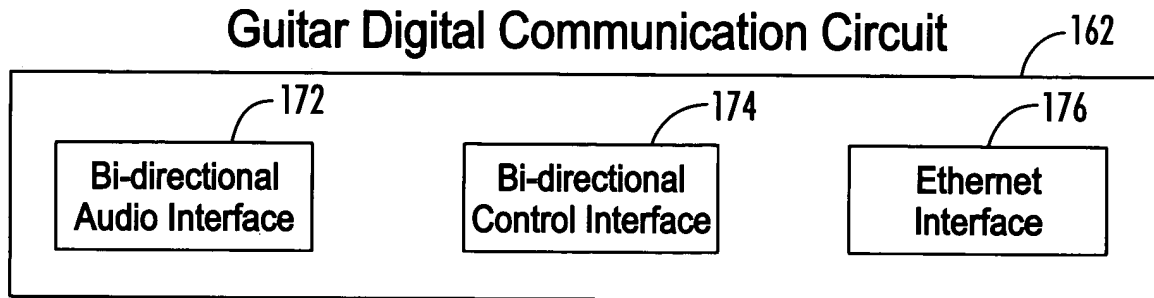 Guitar Digital Communication Circuit
162
172
174
176
Bi-directional
Audio Interface
Bi-directional
Control Interface
Ethernet
Interface